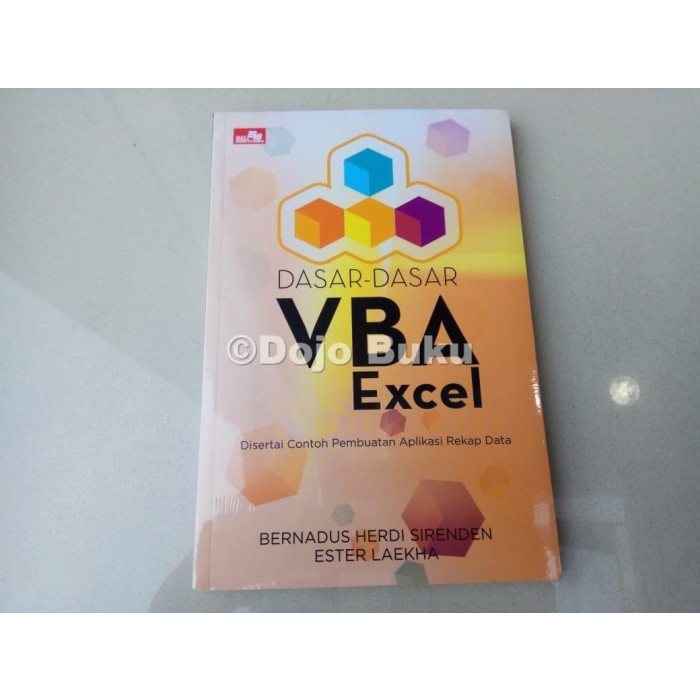 DASAR-DASAR
VBA
©Dojo Buku
Excel
Disertai Contoh Pembuatan Aplikasi Rekap Data
BERNADUS HERDI SIRENDEN
ESTER LAEKHA